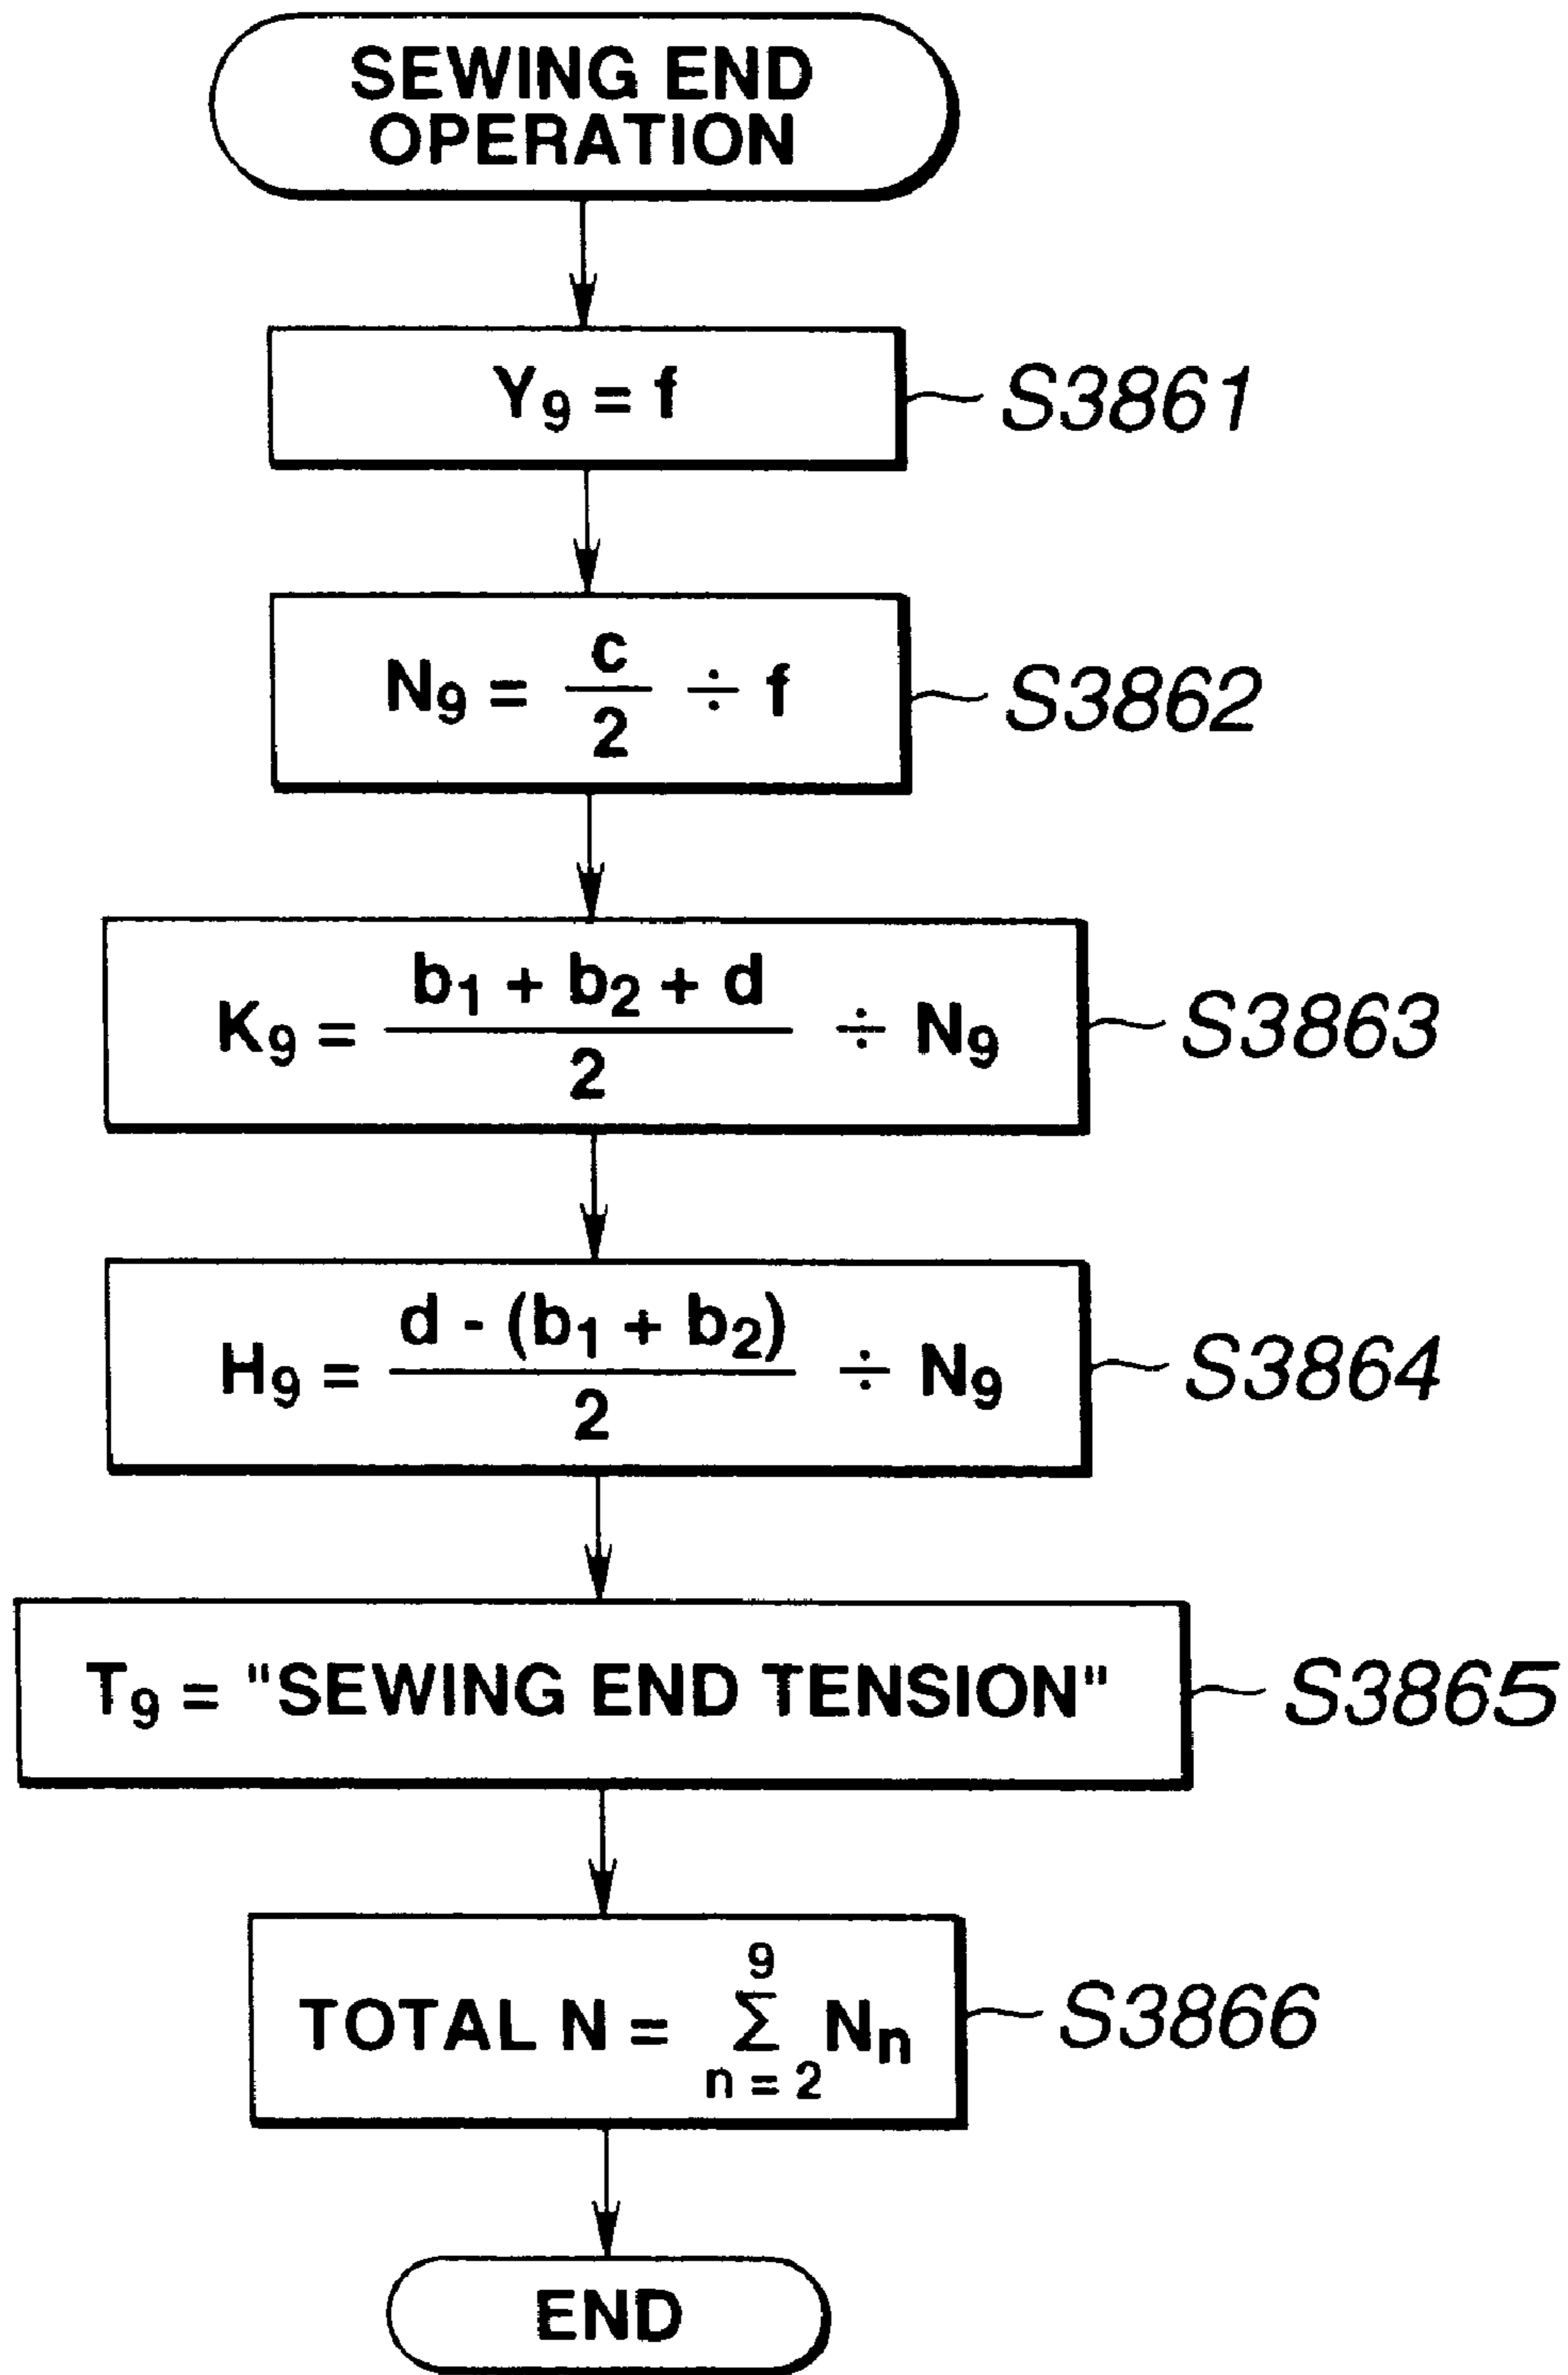 SEWING END
OPERATION
Y₉ = f
S3861
N₉ = c/2 ÷ f
S3862
K₉ = (b₁ + b₂ + d)/2 ÷ N₉
S3863
H₉ = (d - (b₁ + b₂))/2 ÷ N₉
S3864
T₉ = "SEWING END TENSION"
S3865
TOTAL N = Σ_{n = 2}^{9} Nₙ
S3866
END